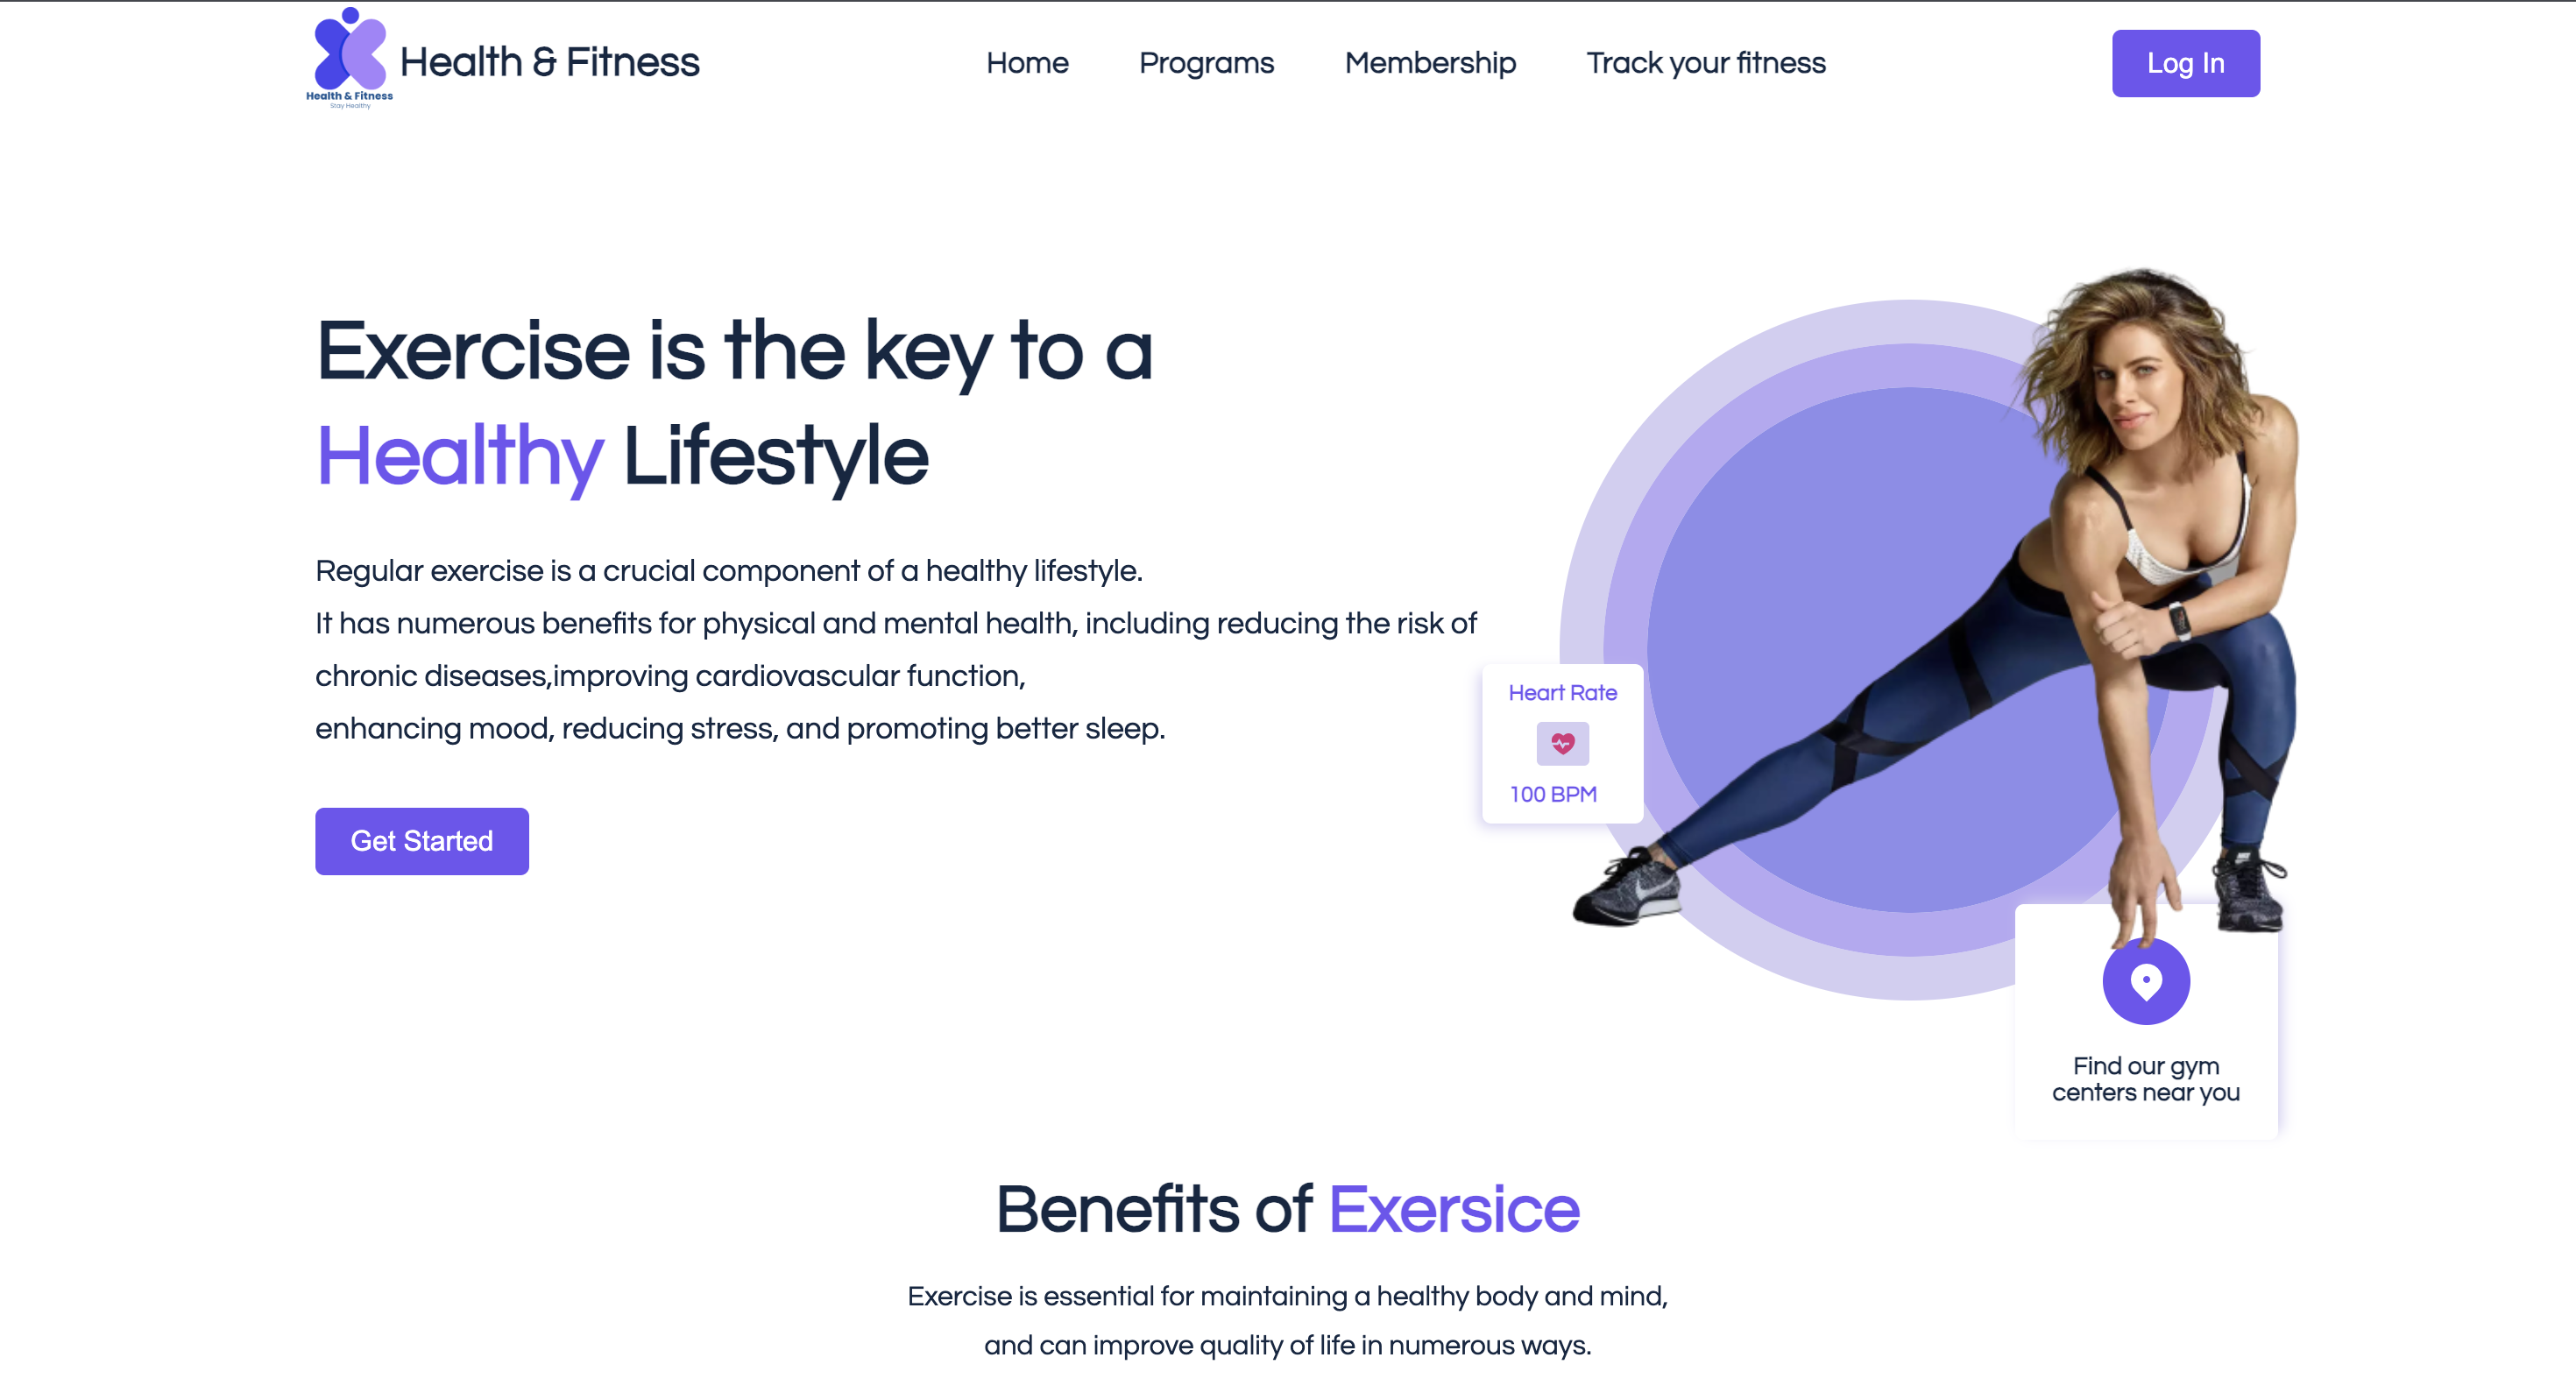 Health & Fitness
Stay Healthy
Health & Fitness
Home
Programs
Membership
Track your fitness
Log In
Exercise is the key to a
Healthy Lifestyle
Regular exercise is a crucial component of a healthy lifestyle.
It has numerous benefits for physical and mental health, including reducing the risk of
chronic diseases,improving cardiovascular function,
enhancing mood, reducing stress, and promoting better sleep.
Get Started
Heart Rate
100 BPM
Find our gym
centers near you
Benefits of Exersice
Exercise is essential for maintaining a healthy body and mind,
and can improve quality of life in numerous ways.